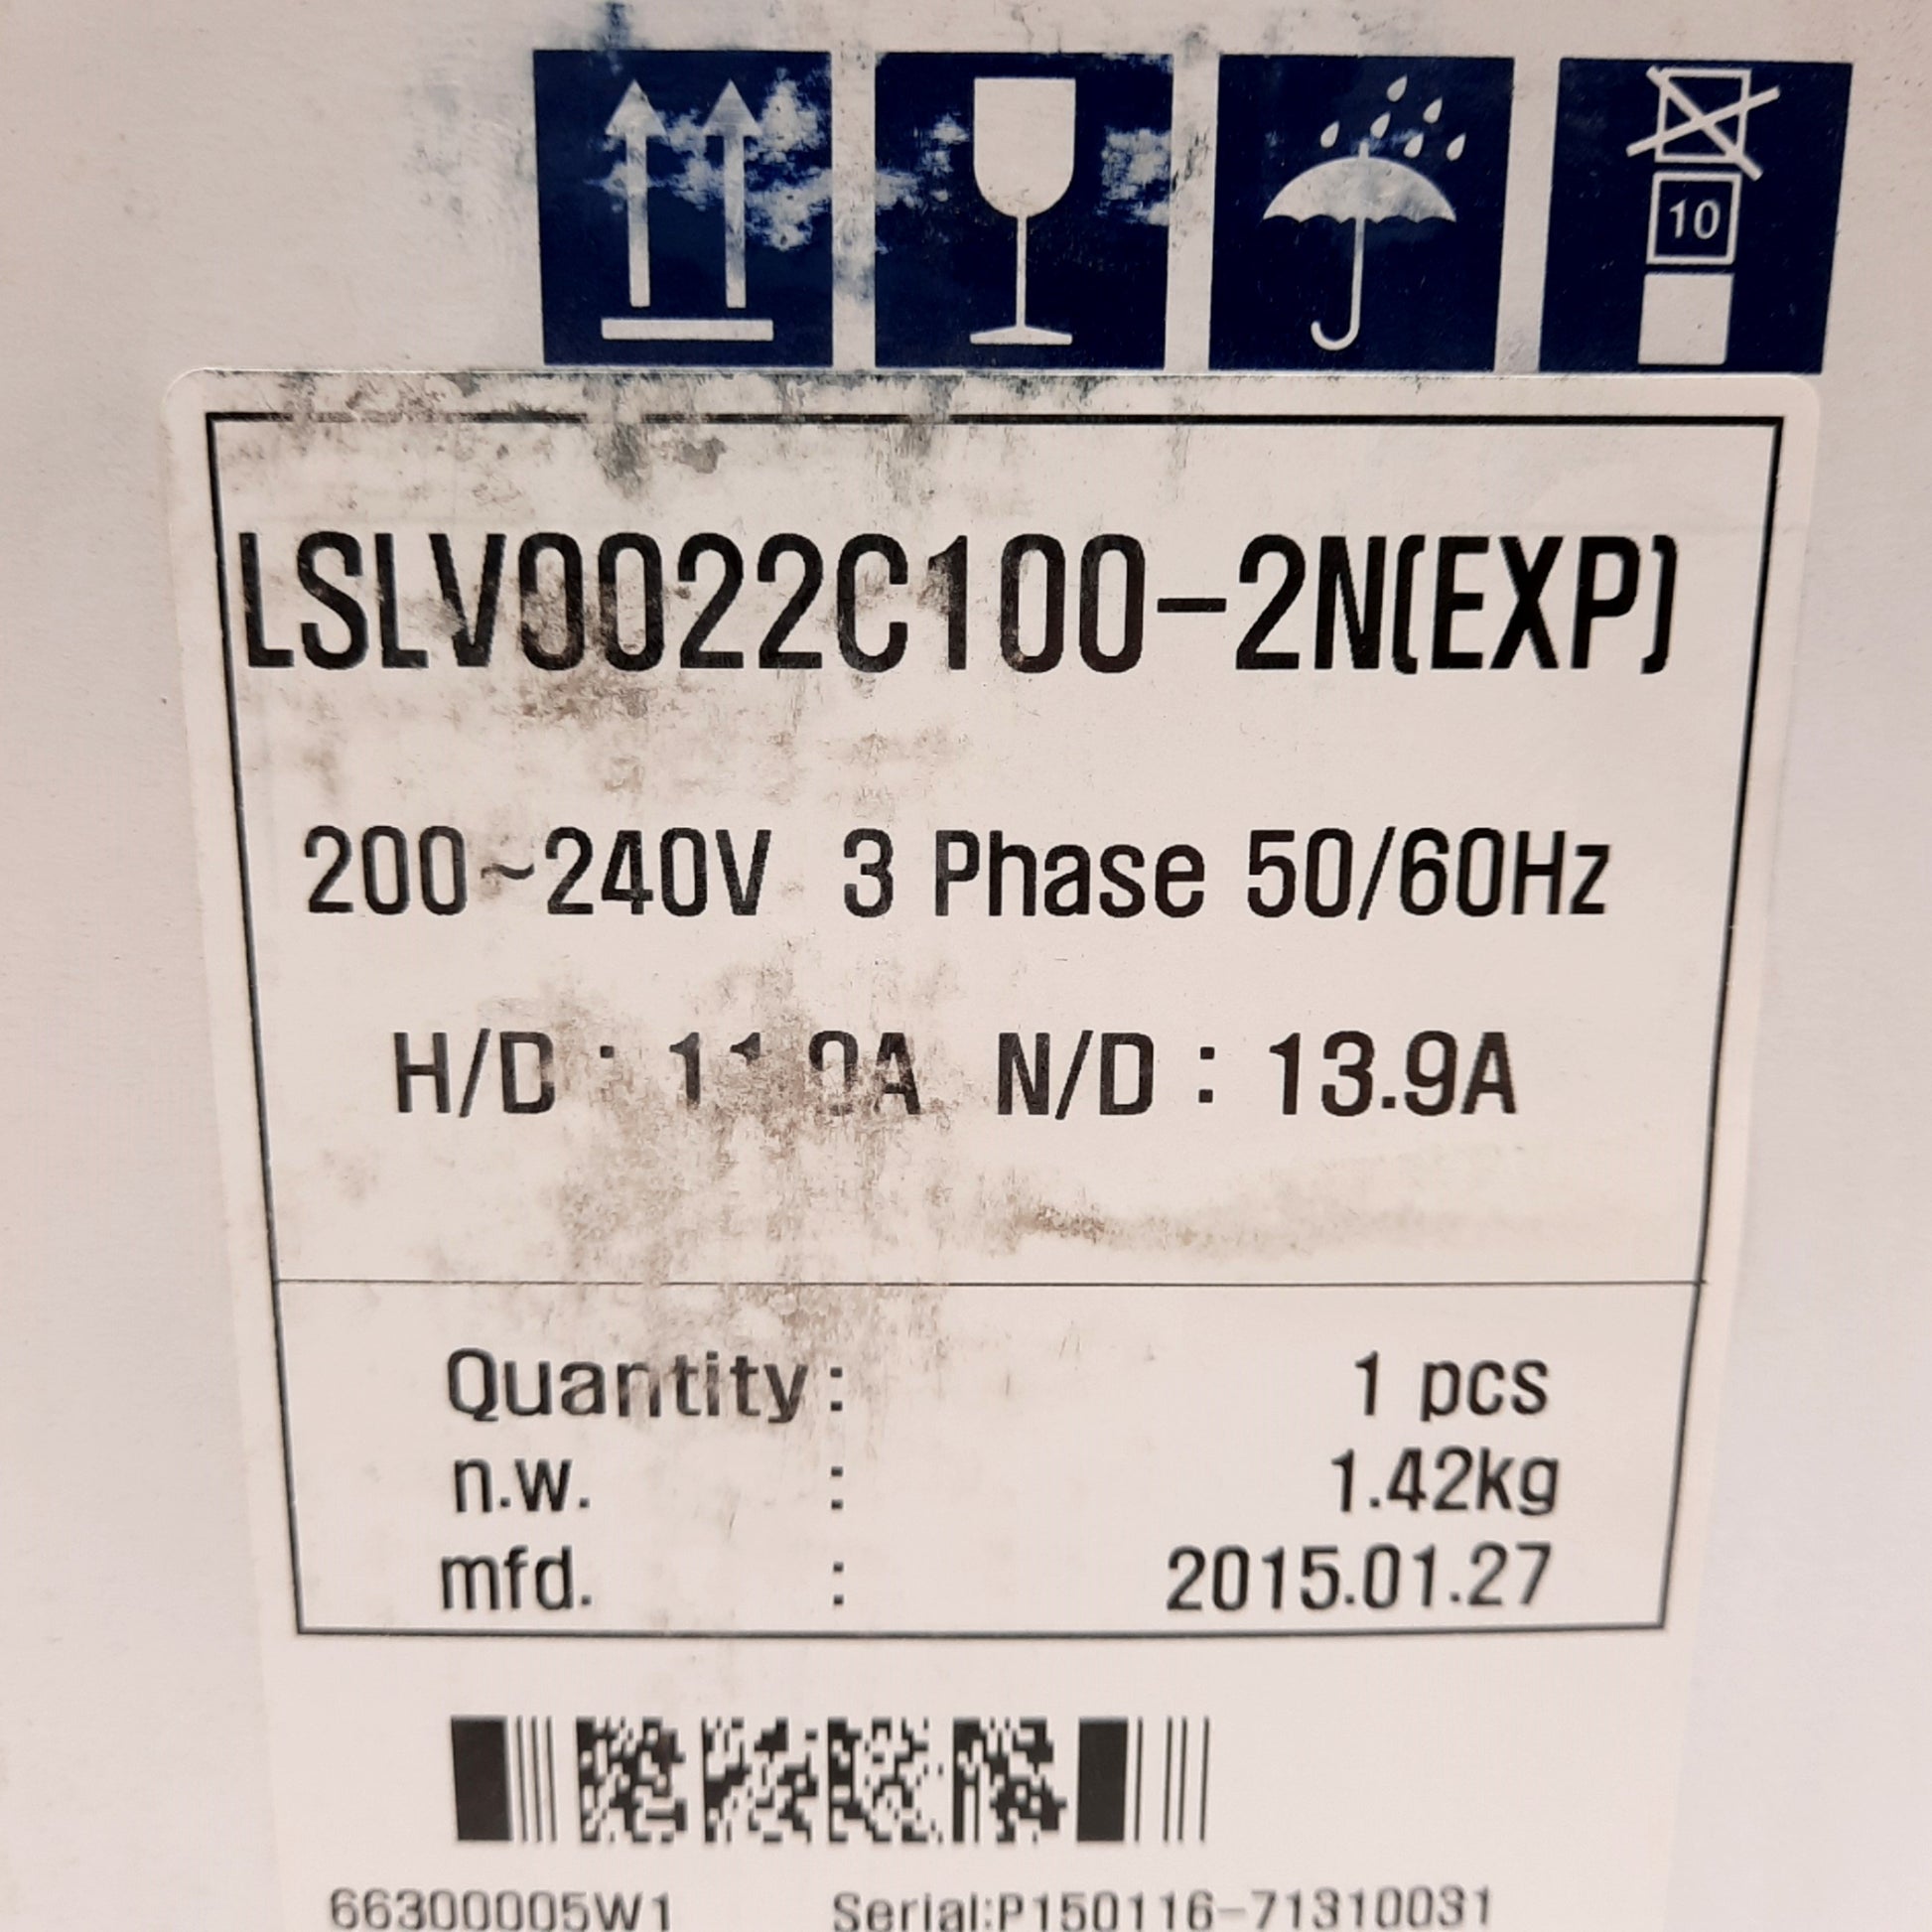 10
LSLV0022C100-2N(EXP)
200~240V 3 Phase 50/60Hz
H/D : A N/D : 13.9A
Quantity: 1 pcs
n.w. : 1.42kg
mfd. : 2015.01.27
66300005W1 Serial:P150116-71310031